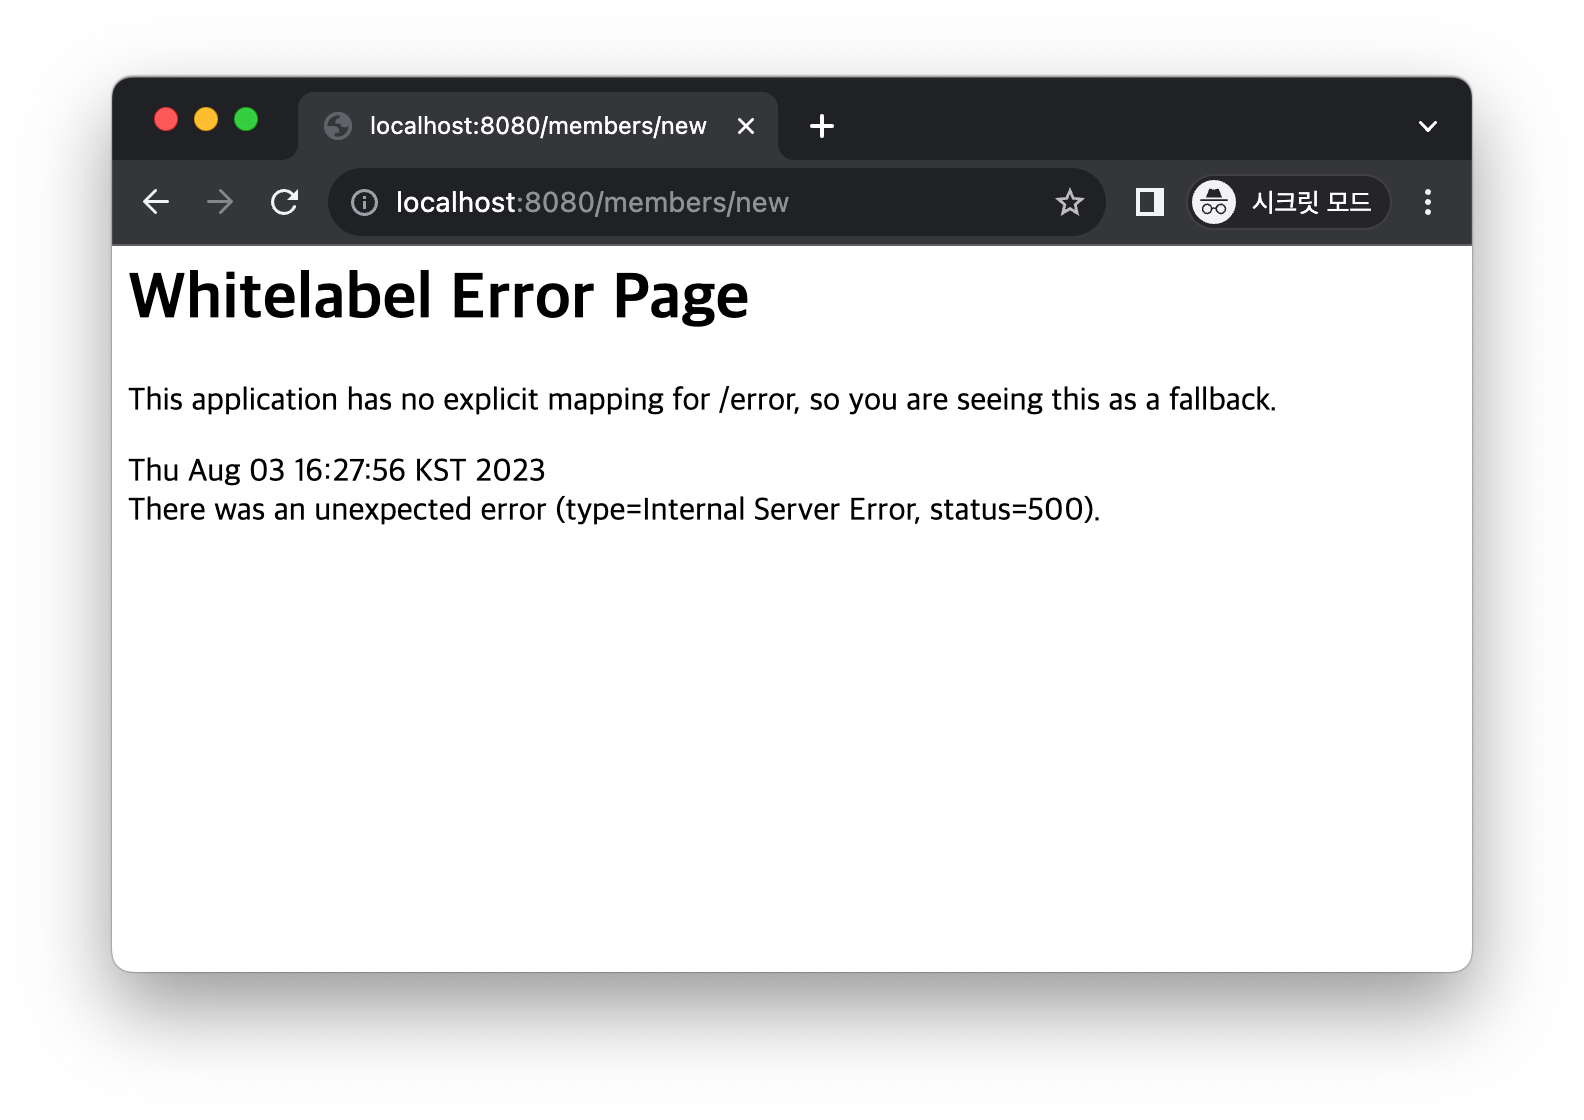 localhost:8080/members/new
localhost:8080/members/new
시크릿 모드
Whitelabel Error Page
This application has no explicit mapping for /error, so you are seeing this as a fallback.
Thu Aug 03 16:27:56 KST 2023
There was an unexpected error (type=Internal Server Error, status=500).